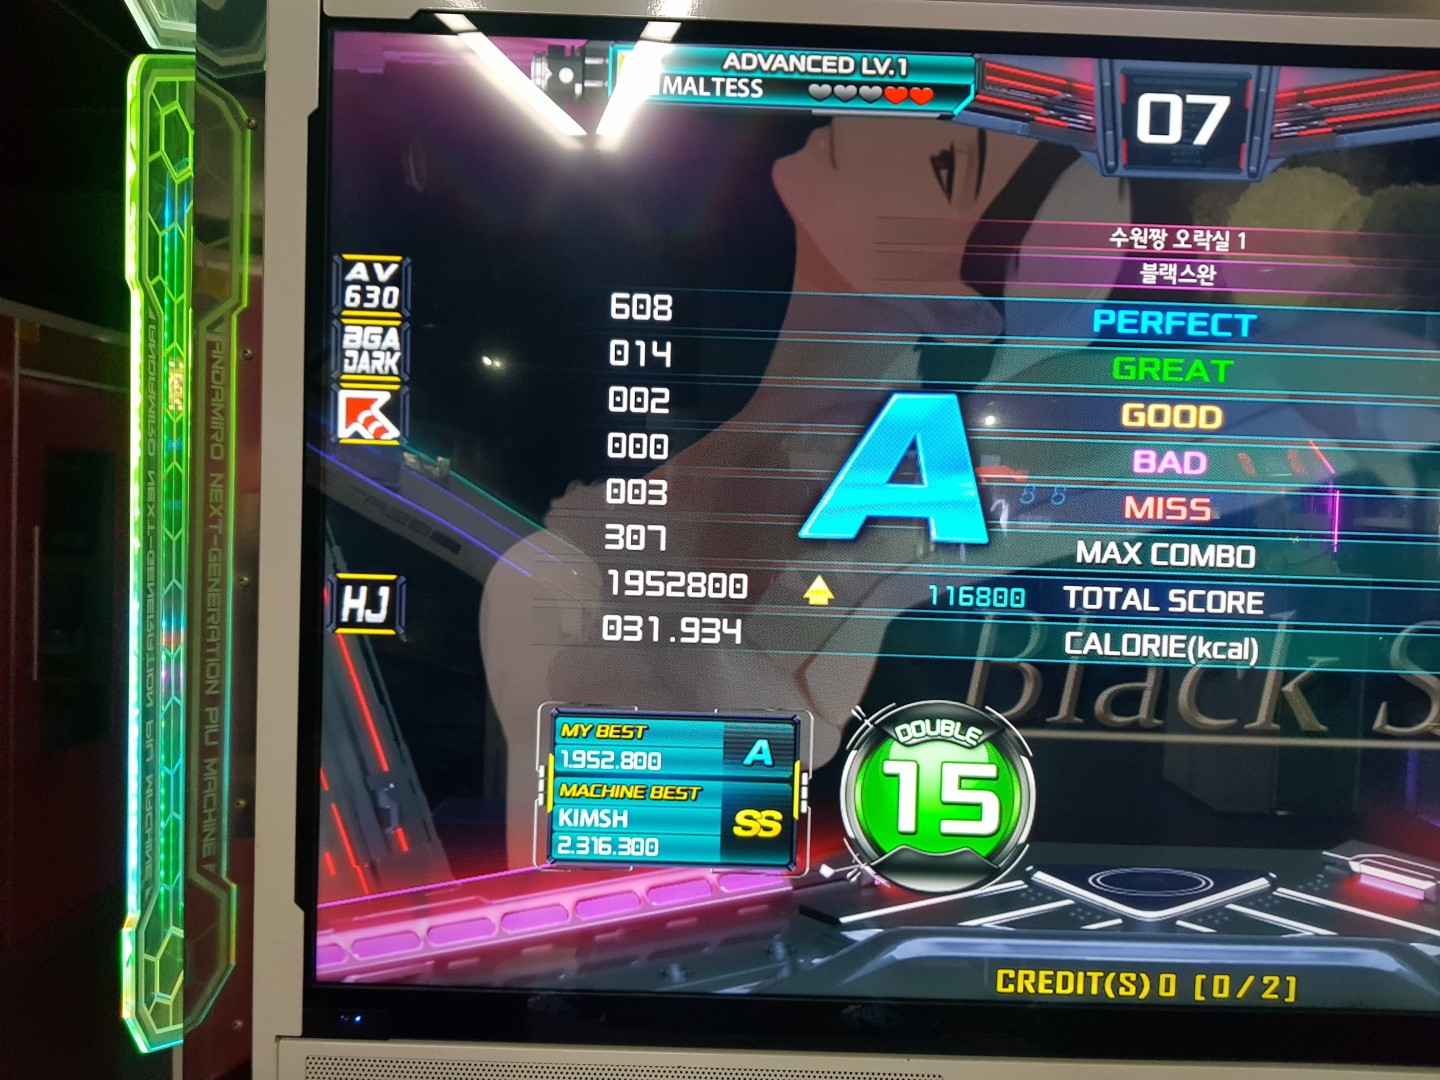 ADVANCED LV.1
MALTESS
07
수원짱 오락실 1
블랙스완
AV
630
BGA
DARK
HJ
608
PERFECT
014
GREAT
002
GOOD
000
BAD
003
MISS
307
MAX COMBO
1952800
116800
TOTAL SCORE
031.934
CALORIE(kcal)
A
Black S
MY BEST
1.952.800
A
MACHINE BEST
KIMSH
2.316.300
SS
DOUBLE
15
CREDIT(S) 0 [0/2]
ANDAMIRO NEXT-GENERATION PIU MACHINE